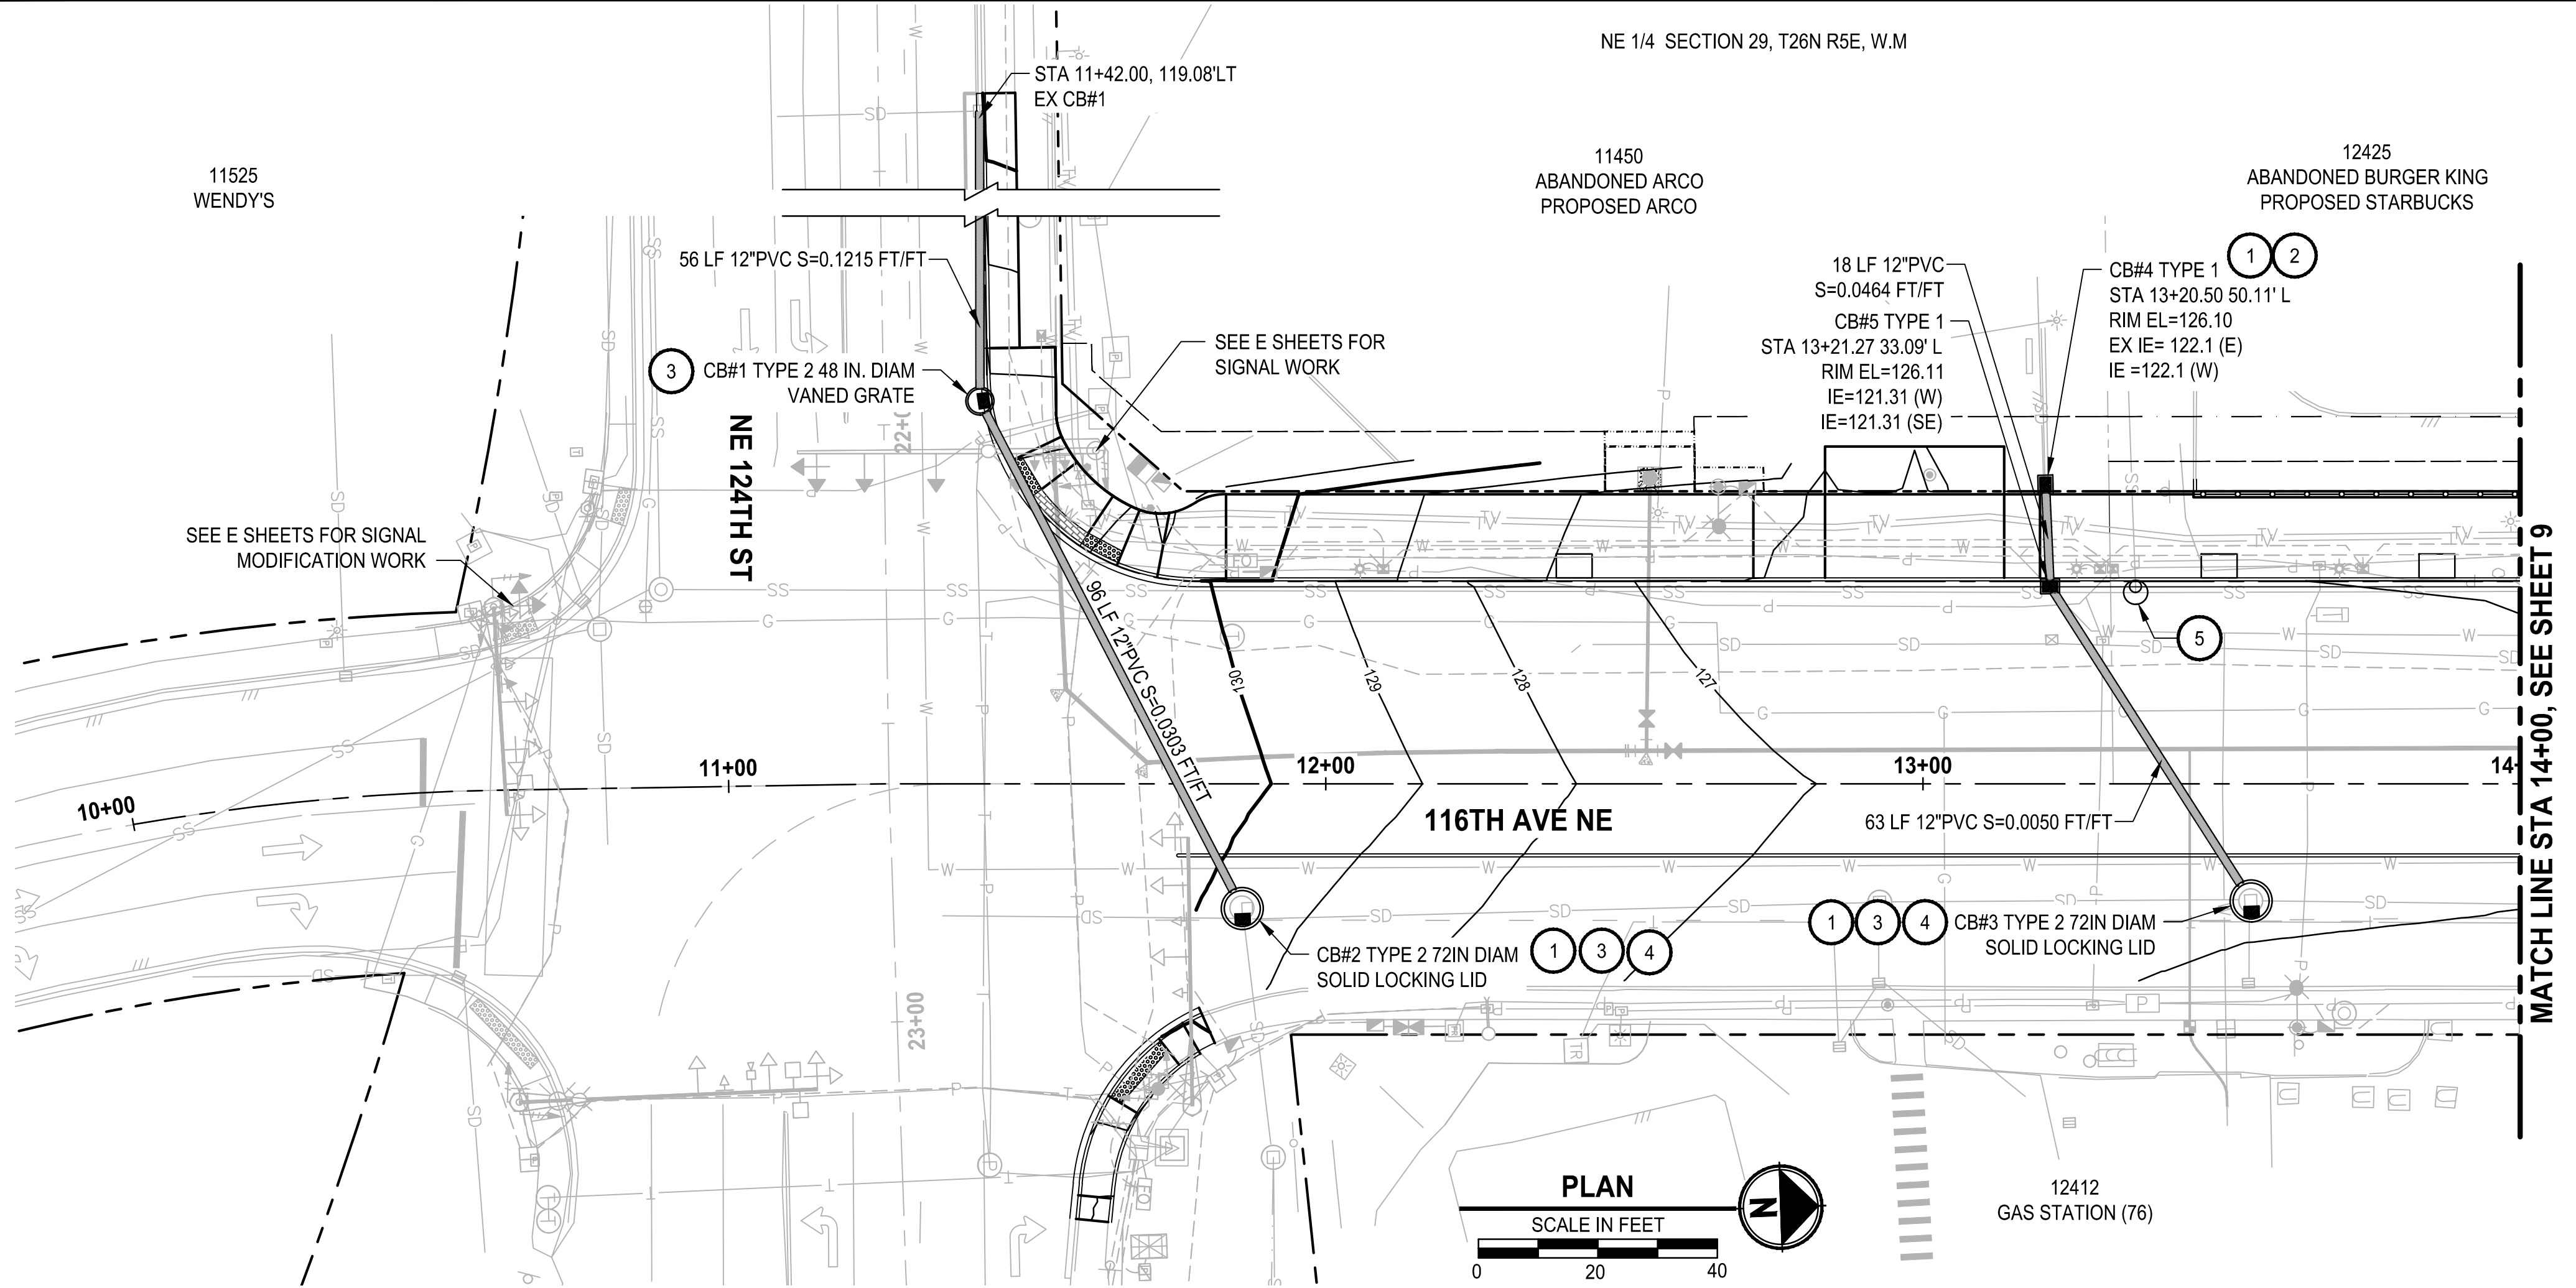 NE 1/4 SECTION 29, T26N R5E, W.M
STA 11+42.00, 119.08'LT
EX CB#1
11525
WENDY'S
11450
ABANDONED ARCO
PROPOSED ARCO
12425
ABANDONED BURGER KING
PROPOSED STARBUCKS
56 LF 12"PVC S=0.1215 FT/FT
18 LF 12"PVC
S=0.0464 FT/FT
CB#5 TYPE 1
STA 13+21.27 33.09' L
RIM EL=126.11
IE=121.31 (W)
IE=121.31 (SE)
CB#4 TYPE 1
1 2
STA 13+20.50 50.11' L
RIM EL=126.10
EX IE= 122.1 (E)
IE =122.1 (W)
SEE E SHEETS FOR
SIGNAL WORK
3
CB#1 TYPE 2 48 IN. DIAM
VANED GRATE
NE 124TH ST
22+0
SEE E SHEETS FOR SIGNAL
MODIFICATION WORK
96 LF 12"PVC S=0.0303 FT/FT
130
129
128
127
5
MATCH LINE STA 14+00, SEE SHEET 9
10+00
11+00
12+00
13+00
14+
116TH AVE NE
63 LF 12"PVC S=0.0050 FT/FT
CB#2 TYPE 2 72IN DIAM
SOLID LOCKING LID
1 3 4
1 3 4
CB#3 TYPE 2 72IN DIAM
SOLID LOCKING LID
23+00
TR
PLAN
N
SCALE IN FEET
0 20 40
12412
GAS STATION (76)